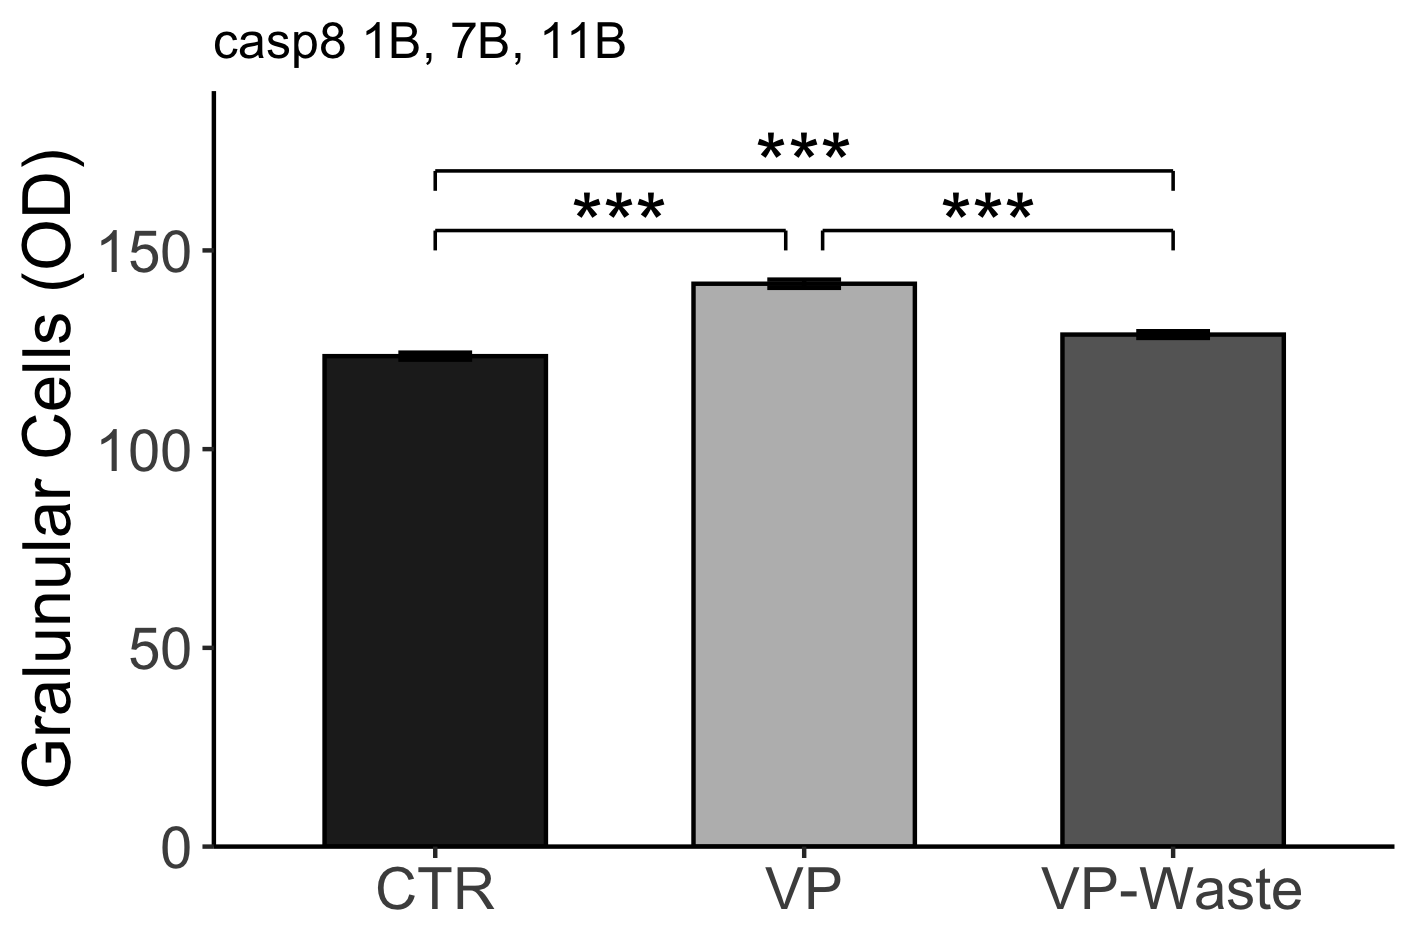 casp8 1B, 7B, 11B
***
*** ***
Gralunular Cells (OD)
150
100
50
0
CTR VP VP-Waste